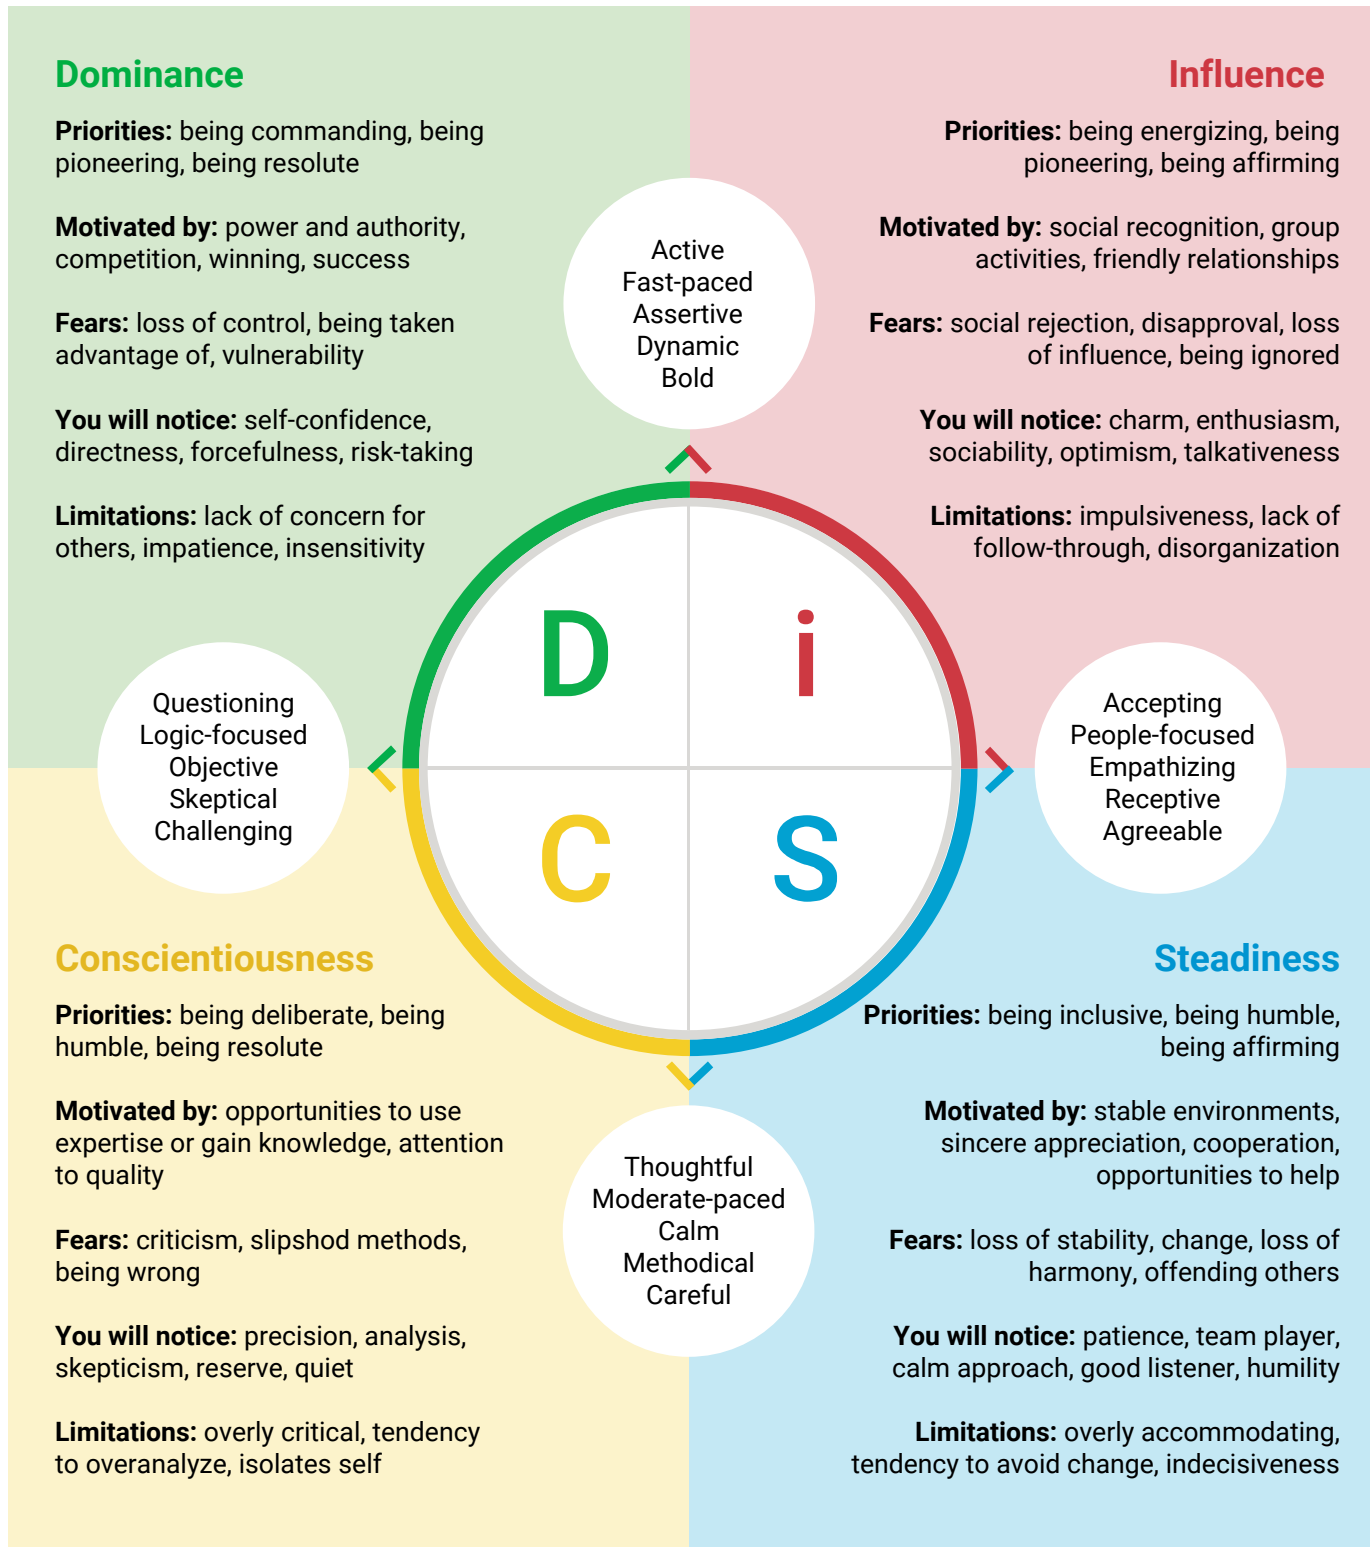 Dominance
Priorities: being commanding, being
pioneering, being resolute
Motivated by: power and authority,
competition, winning, success
Fears: loss of control, being taken
advantage of, vulnerability
You will notice: self-confidence,
directness, forcefulness, risk-taking
Limitations: lack of concern for
others, impatience, insensitivity
Influence
Priorities: being energizing, being
pioneering, being affirming
Motivated by: social recognition, group
activities, friendly relationships
Fears: social rejection, disapproval, loss
of influence, being ignored
You will notice: charm, enthusiasm,
sociability, optimism, talkativeness
Limitations: impulsiveness, lack of
follow-through, disorganization
Active
Fast-paced
Assertive
Dynamic
Bold
Questioning
Logic-focused
Objective
Skeptical
Challenging
D
i
C
S
Accepting
People-focused
Empathizing
Receptive
Agreeable
Conscientiousness
Priorities: being deliberate, being
humble, being resolute
Motivated by: opportunities to use
expertise or gain knowledge, attention
to quality
Fears: criticism, slipshod methods,
being wrong
You will notice: precision, analysis,
skepticism, reserve, quiet
Limitations: overly critical, tendency
to overanalyze, isolates self
Thoughtful
Moderate-paced
Calm
Methodical
Careful
Steadiness
Priorities: being inclusive, being humble,
being affirming
Motivated by: stable environments,
sincere appreciation, cooperation,
opportunities to help
Fears: loss of stability, change, loss of
harmony, offending others
You will notice: patience, team player,
calm approach, good listener, humility
Limitations: overly accommodating,
tendency to avoid change, indecisiveness